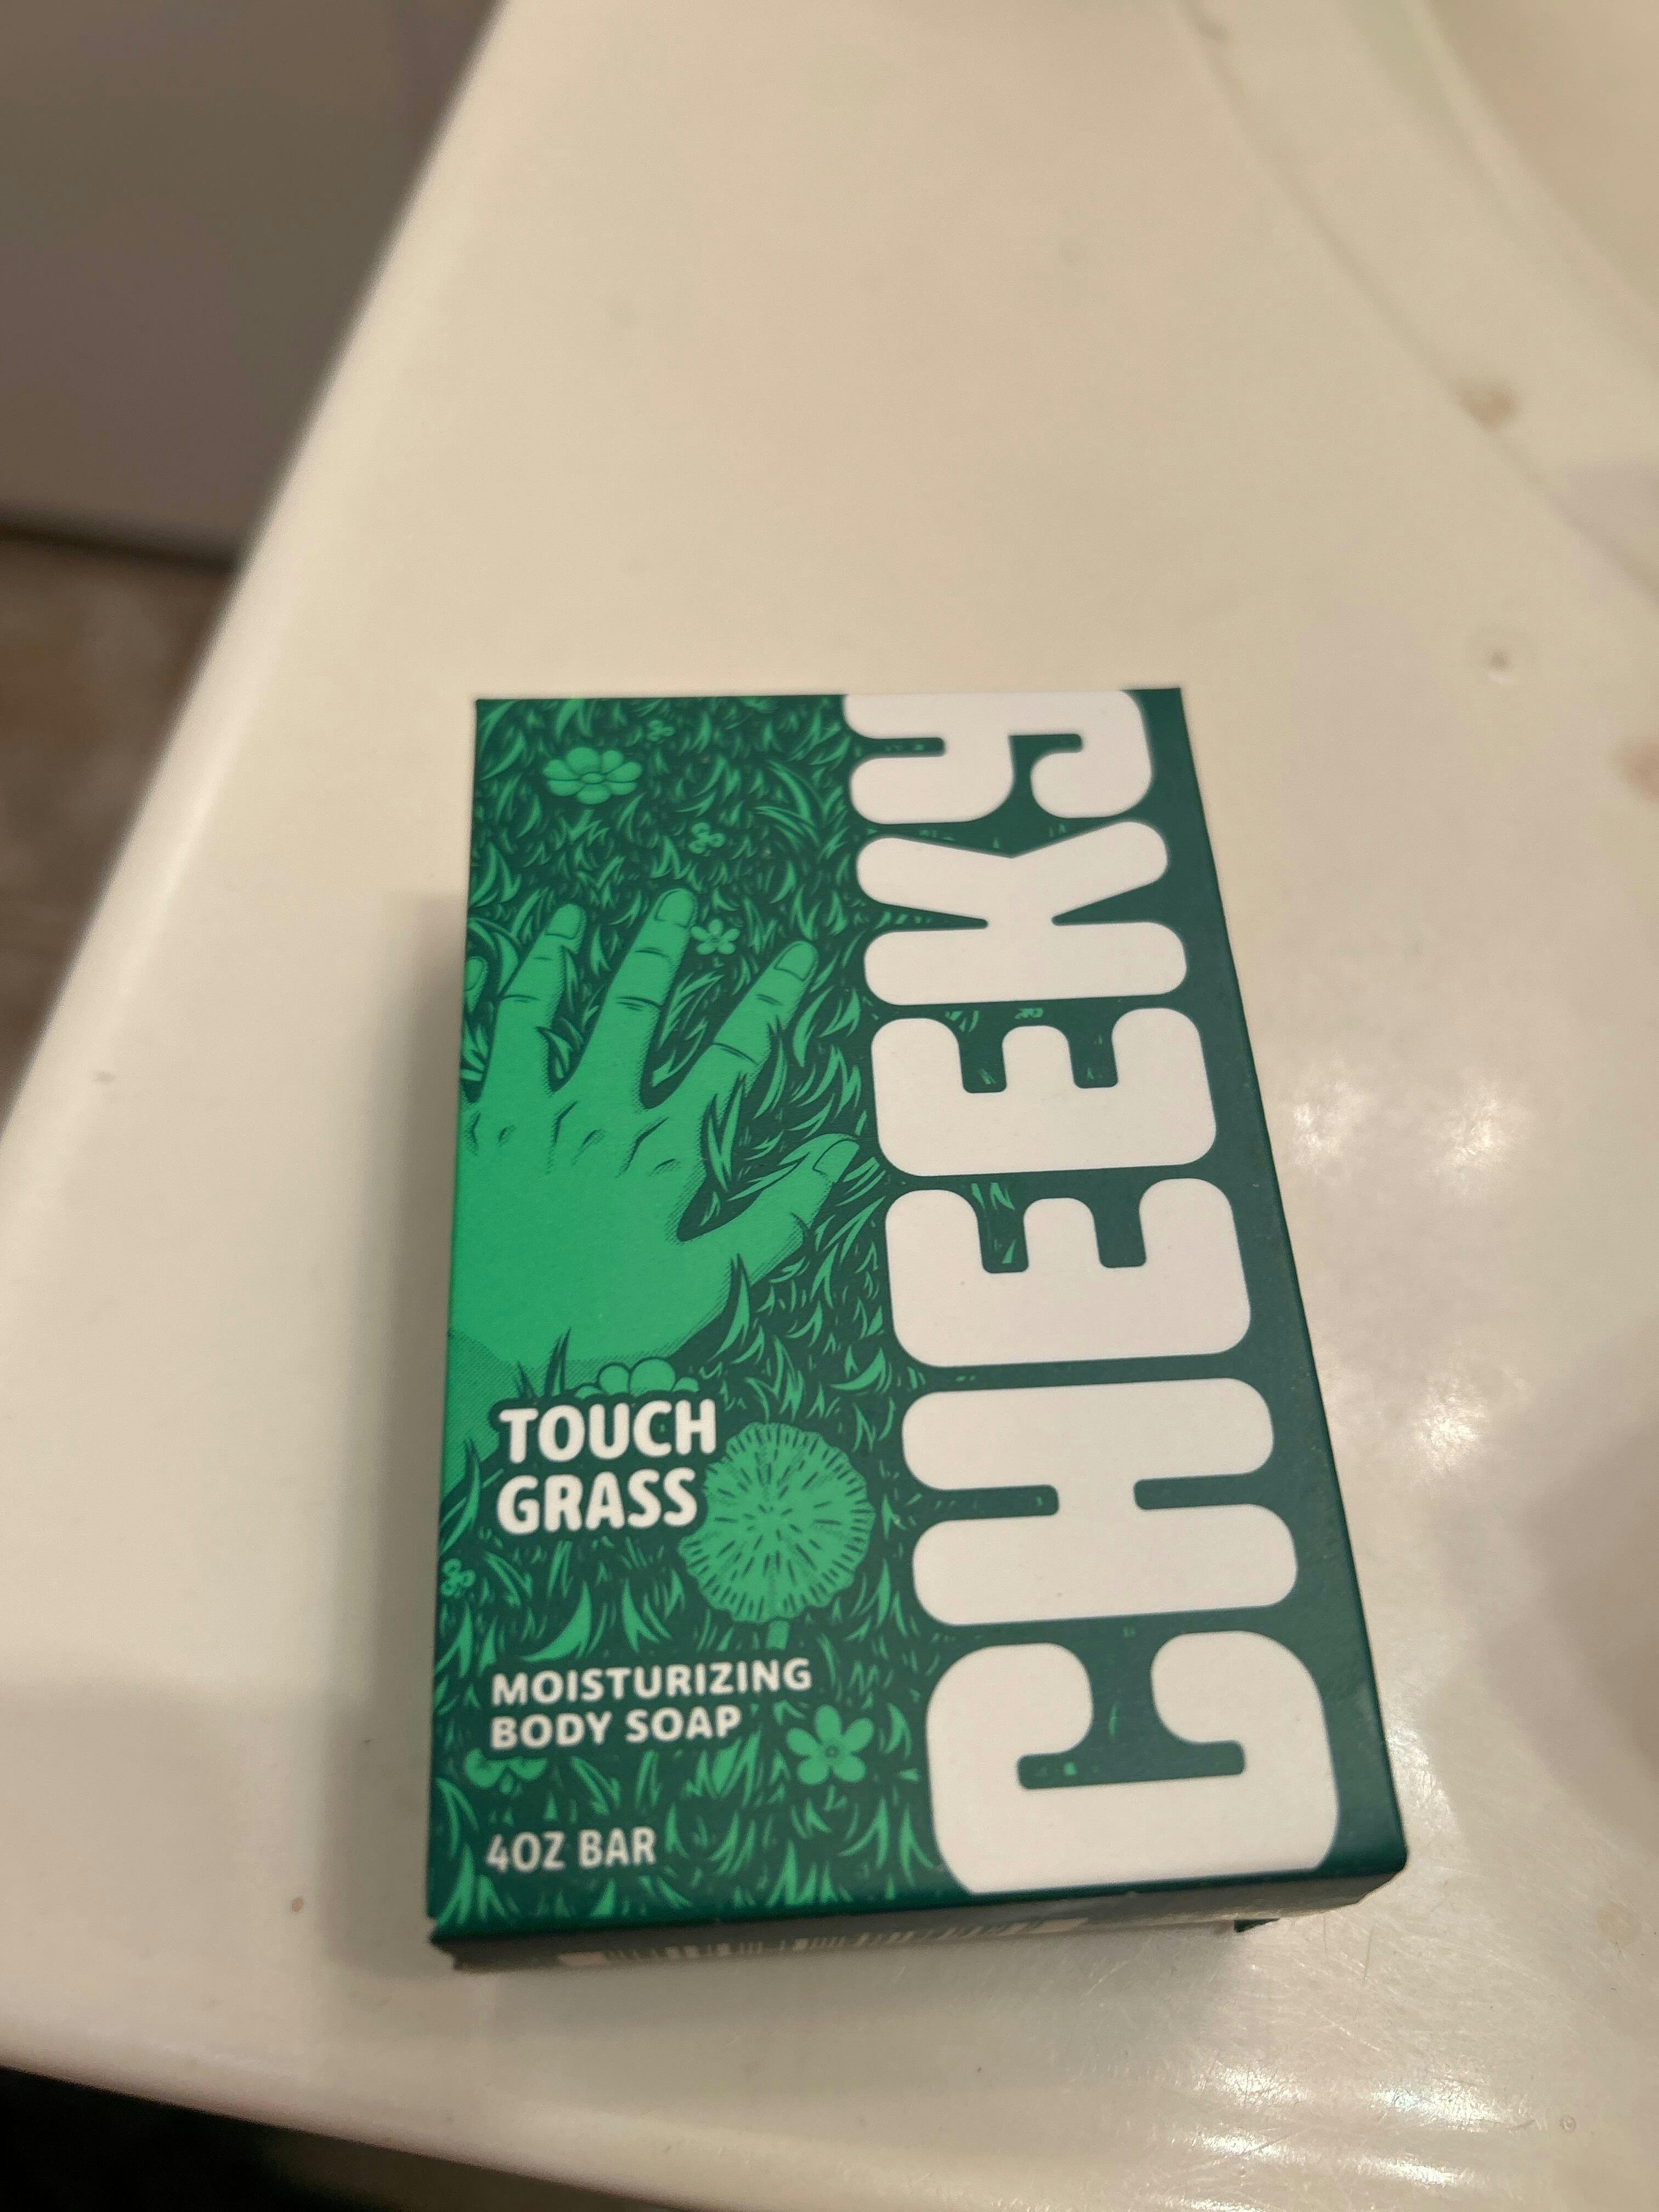 CHEEKY
TOUCH
GRASS
MOISTURIZING
BODY SOAP
4OZ BAR